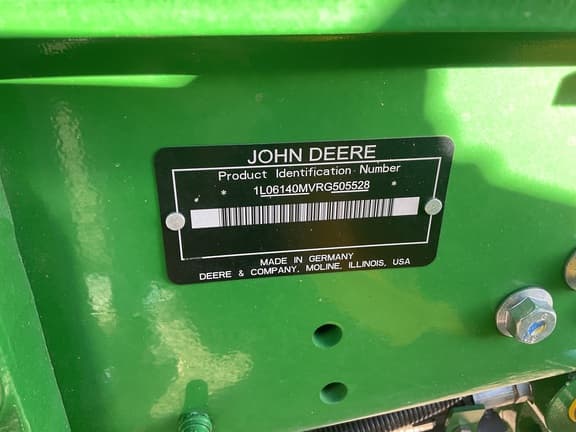 JOHN DEERE
Product Identification Number
* 1L06140MVRG505528 *
MADE IN GERMANY
DEERE & COMPANY, MOLINE, ILLINOIS, USA